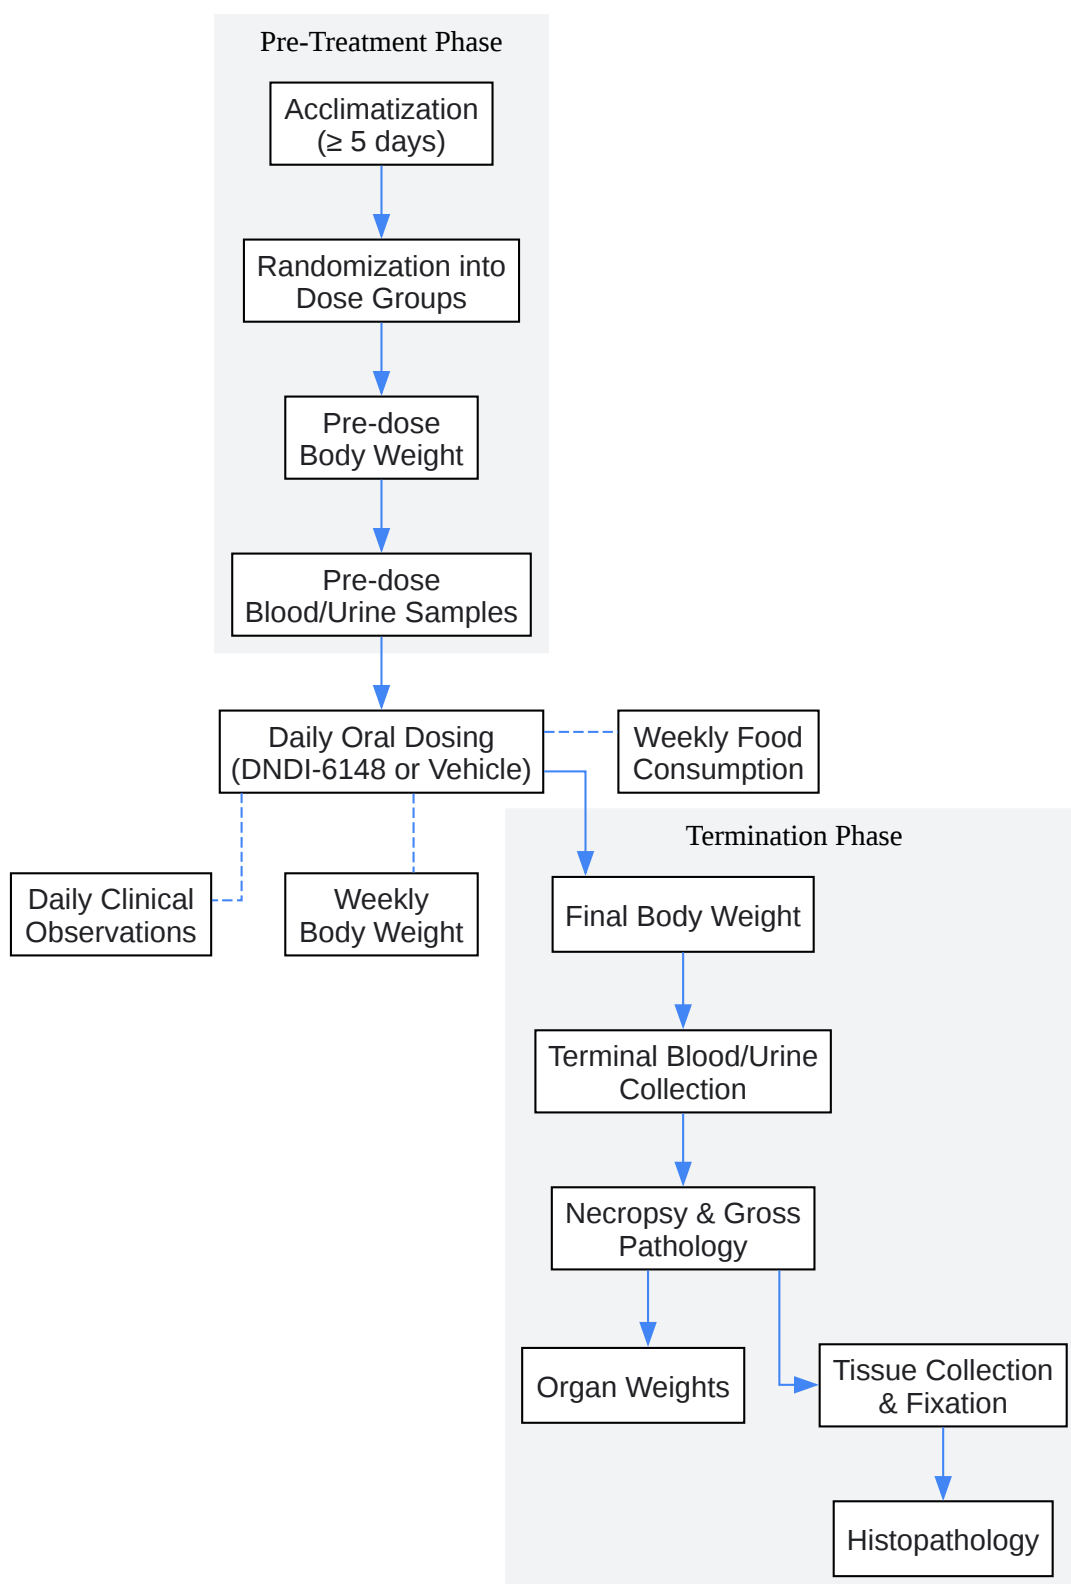 Pre-Treatment Phase
Acclimatization
(≥ 5 days)
Randomization into
Dose Groups
Pre-dose
Body Weight
Pre-dose
Blood/Urine Samples
Daily Oral Dosing
(DNDI-6148 or Vehicle)
Weekly Food
Consumption
Daily Clinical
Observations
Weekly
Body Weight
Termination Phase
Final Body Weight
Terminal Blood/Urine
Collection
Necropsy & Gross
Pathology
Organ Weights
Tissue Collection
& Fixation
Histopathology